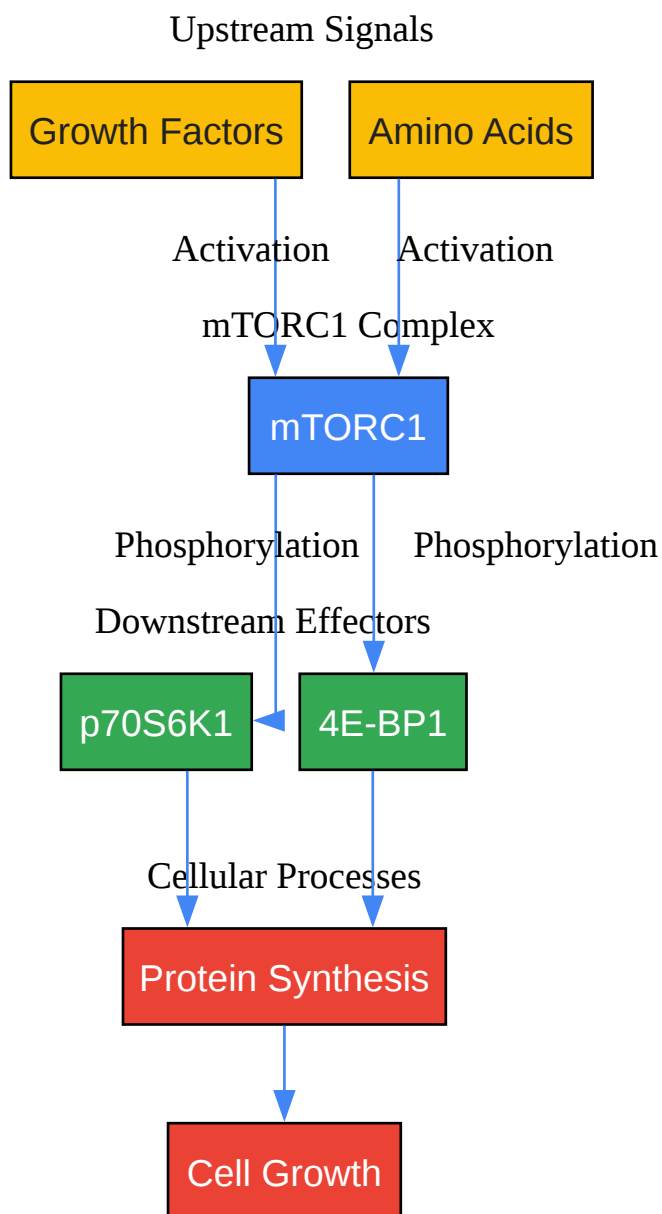 Upstream Signals
Growth Factors
Amino Acids
Activation
Activation
mTORC1 Complex
mTORC1
Phosphorylation
Phosphorylation
Downstream Effectors
p70S6K1
4E-BP1
Cellular Processes
Protein Synthesis
Cell Growth